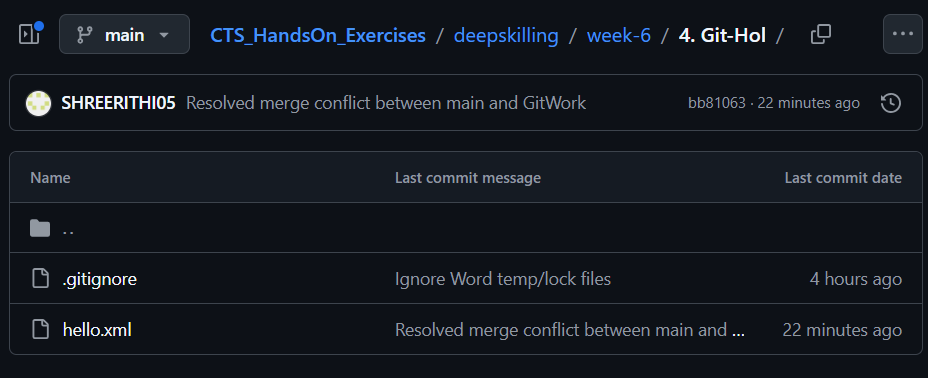 main CTS_HandsOn_Exercises / deepskilling / week-6 / 4. Git-Hol / ...
SHREERITHI05 Resolved merge conflict between main and GitWork bb81063 · 22 minutes ago
Name Last commit message Last commit date
..
.gitignore Ignore Word temp/lock files 4 hours ago
hello.xml Resolved merge conflict between main and ... 22 minutes ago